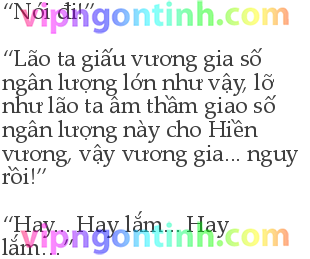 vipngontinh.com
“Nói đi!”
“Lão ta giấu vương gia số
ngân lượng lớn như vậy, lỡ
như lão ta âm thầm giao số
ngân lượng này cho Hiền
vương, vậy vương gia... nguy
rồi!”
“Hay... Hay lắm... Hay
lắm...”
vipngontinh.com